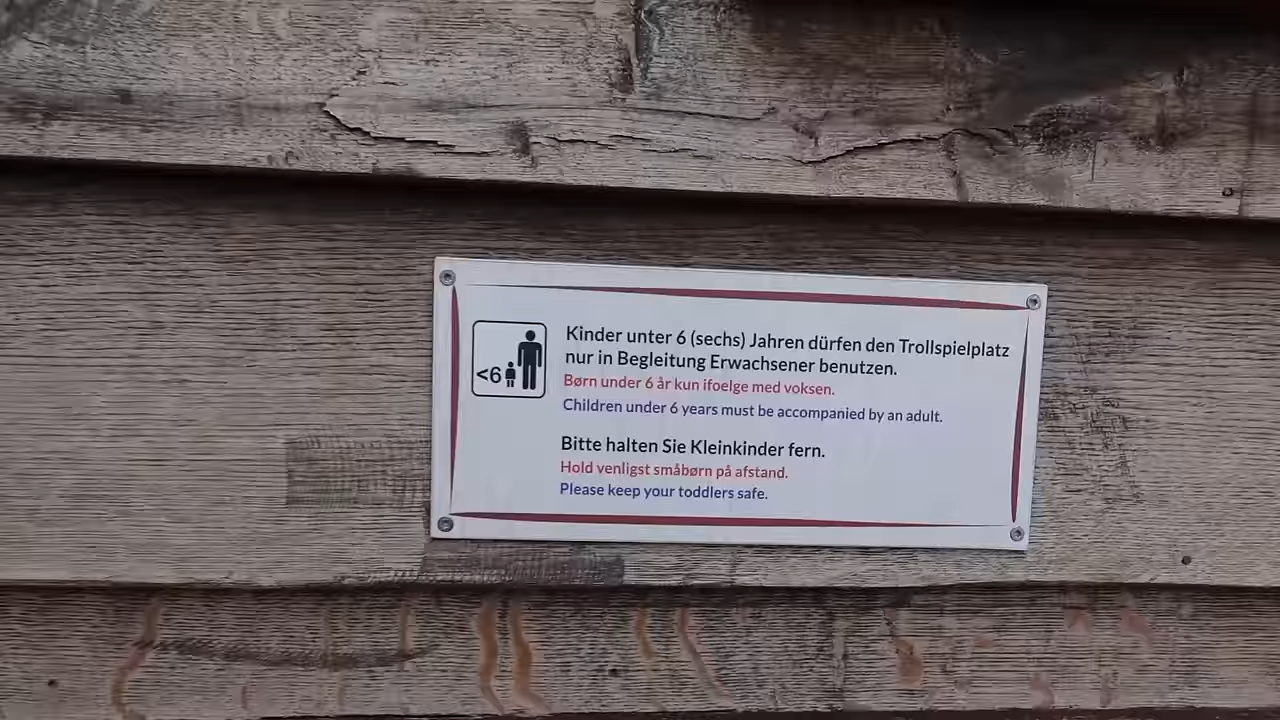 <6
Kinder unter 6 (sechs) Jahren dürfen den Trollspielplatz
nur in Begleitung Erwachsener benutzen.
Børn under 6 år kun ifoelge med voksen.
Children under 6 years must be accompanied by an adult.
Bitte halten Sie Kleinkinder fern.
Hold venligst småbørn på afstand.
Please keep your toddlers safe.